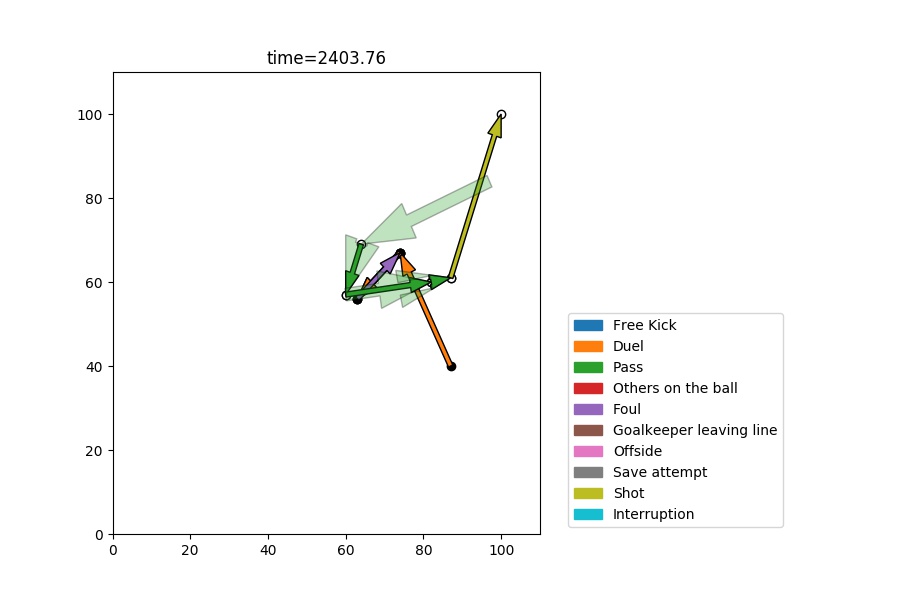 time=2403.76
100
80
60
40
20
0
0 20 40 60 80 100
Free Kick
Duel
Pass
Others on the ball
Foul
Goalkeeper leaving line
Offside
Save attempt
Shot
Interruption